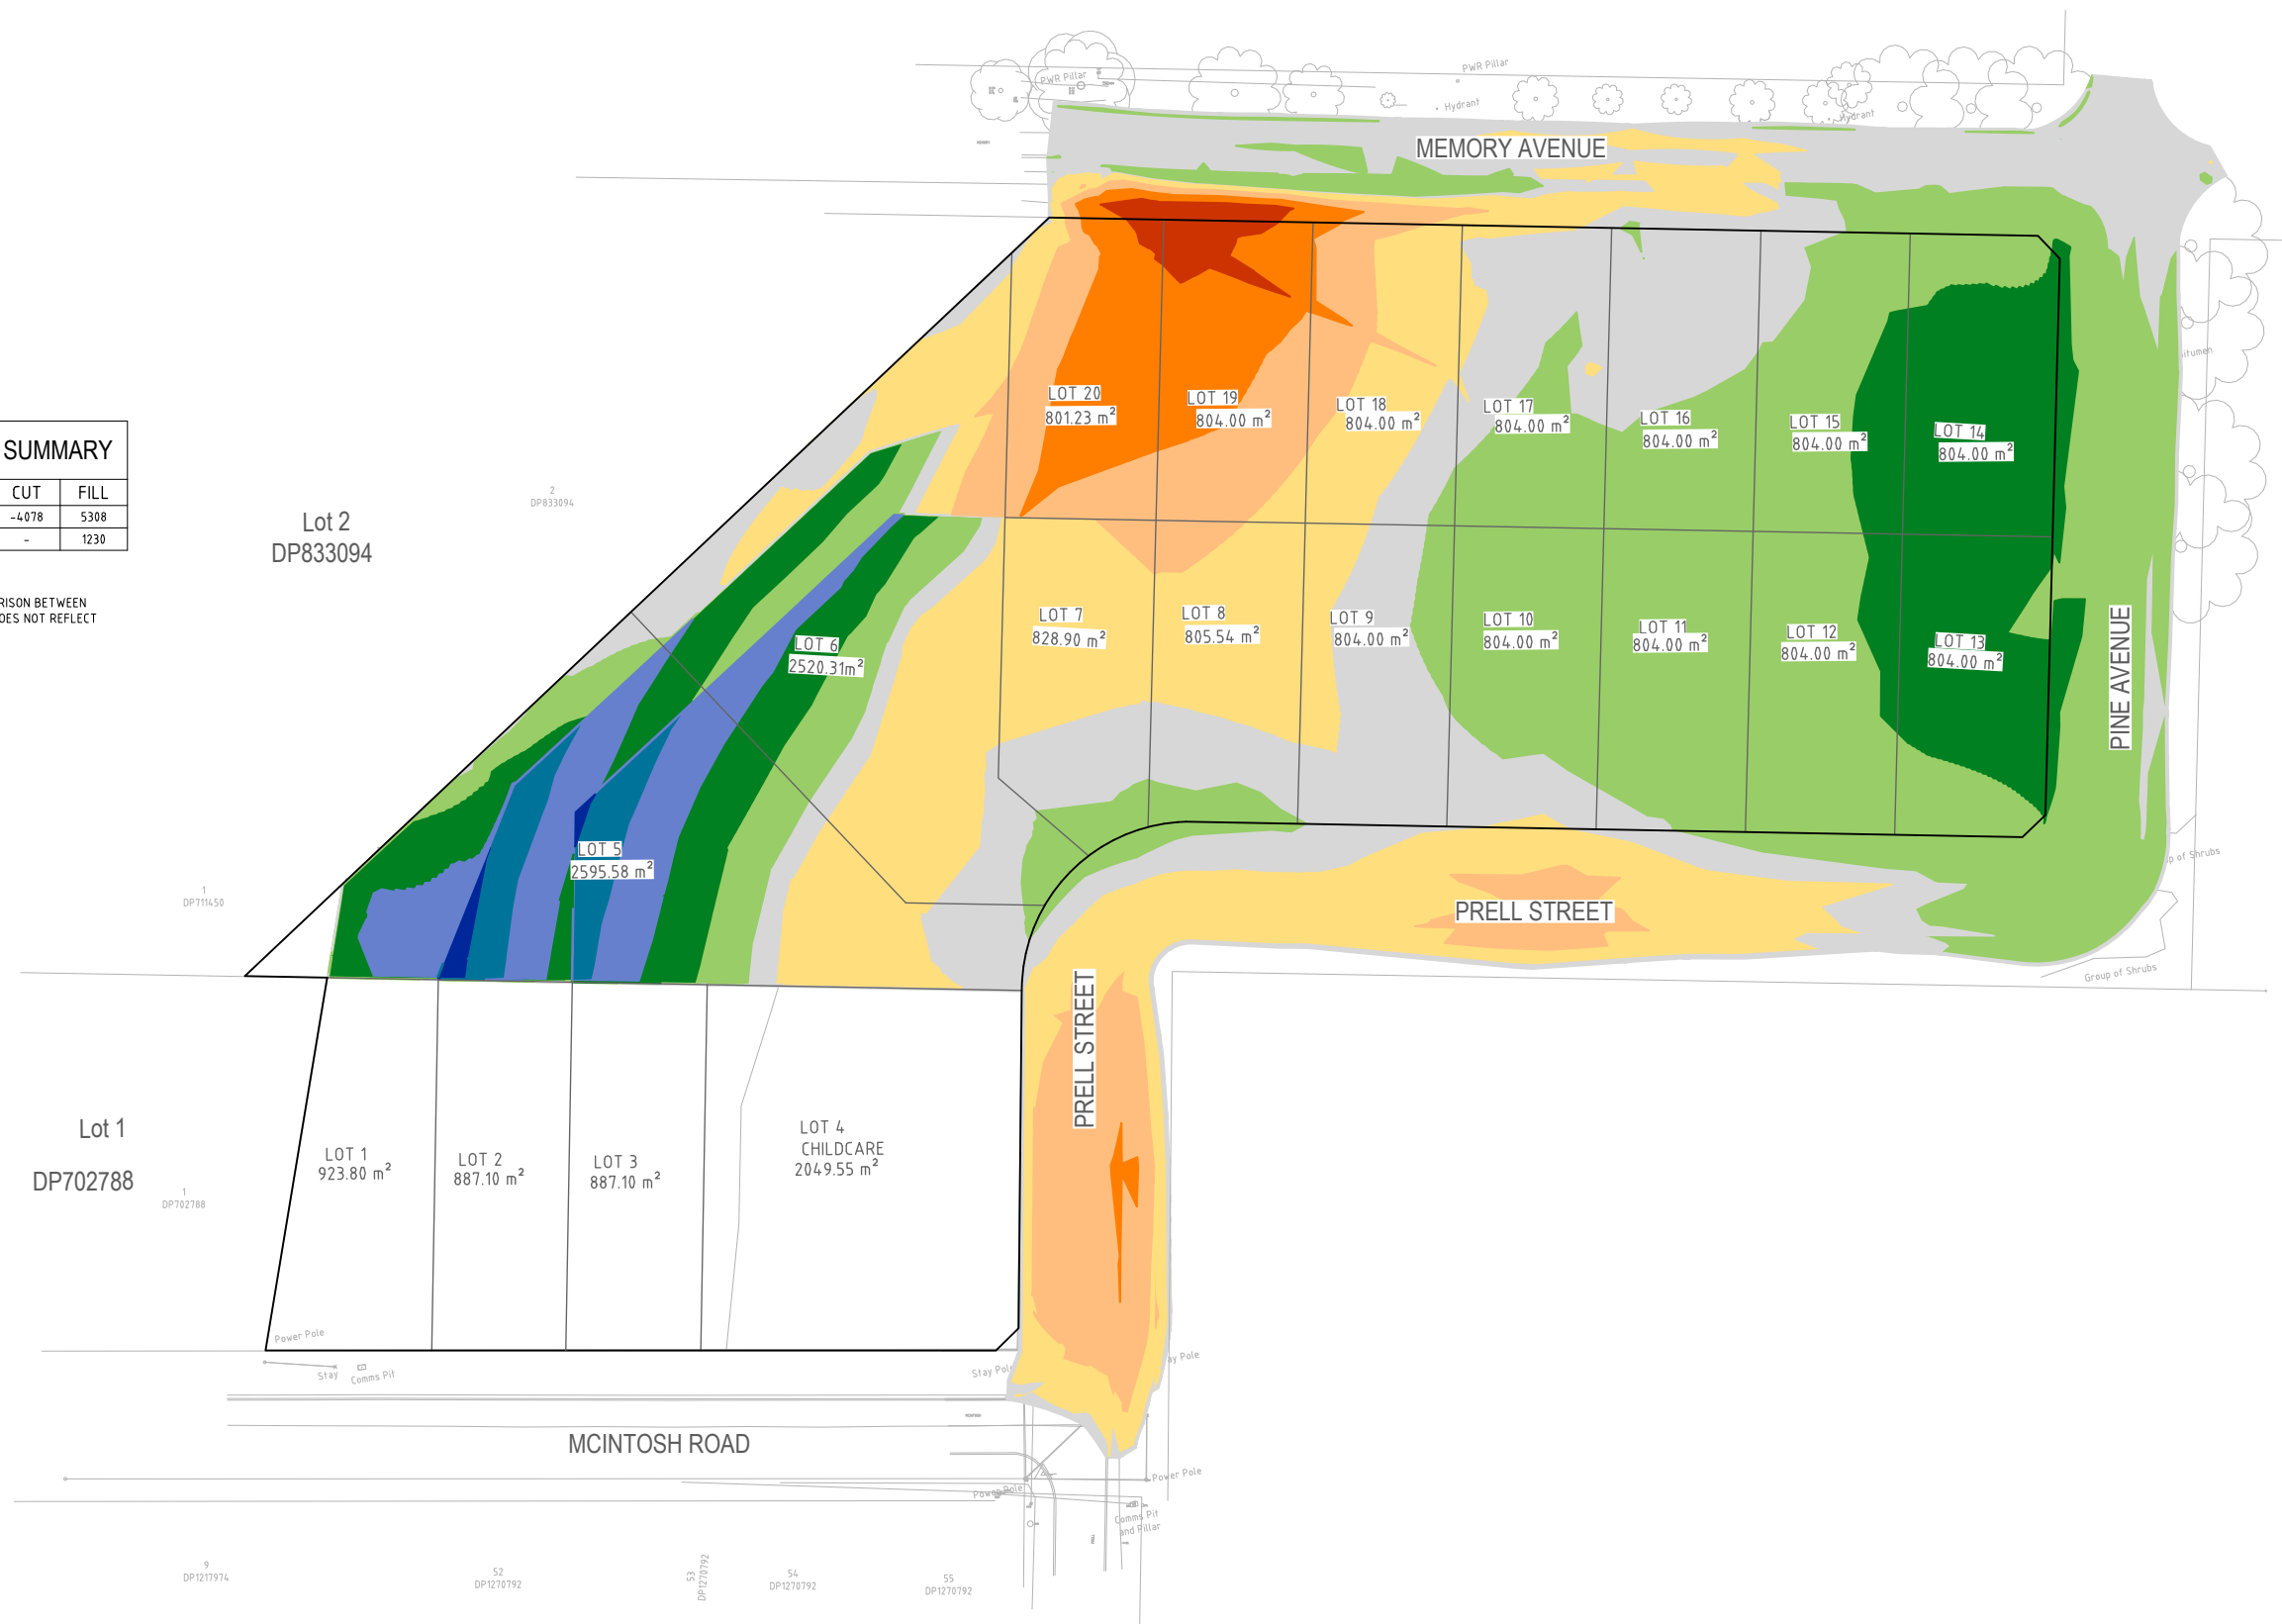 PWR Pillar
PWR Pillar
Hydrant
Hydrant
MEMORY AVENUE
SUMMARY
CUT FILL
-4078 5308
- 1230
RISON BETWEEN
OES NOT REFLECT
Lot 2
DP833094
2
DP833094
LOT 20
801.23 m²
LOT 19
804.00 m²
LOT 18
804.00 m²
LOT 17
804.00 m²
LOT 16
804.00 m²
LOT 15
804.00 m²
LOT 14
804.00 m²
itumen
LOT 6
2520.31m²
LOT 7
828.90 m²
LOT 8
805.54 m²
LOT 9
804.00 m²
LOT 10
804.00 m²
LOT 11
804.00 m²
LOT 12
804.00 m²
LOT 13
804.00 m²
PINE AVENUE
LOT 5
2595.58 m²
1
DP711450
p of Shrubs
PRELL STREET
Group of Shrubs
PRELL STREET
Lot 1
DP702788
1
DP702788
LOT 1
923.80 m²
LOT 2
887.10 m²
LOT 3
887.10 m²
LOT 4
CHILDCARE
2049.55 m²
Power Pole
Stay
Comms Pit
Stay Pole
ay Pole
MCINTOSH ROAD
Power Pole
Power Pole
Comms Pit
and Pillar
9
DP1217974
52
DP1270792
53
DP1270792
54
DP1270792
55
DP1270792